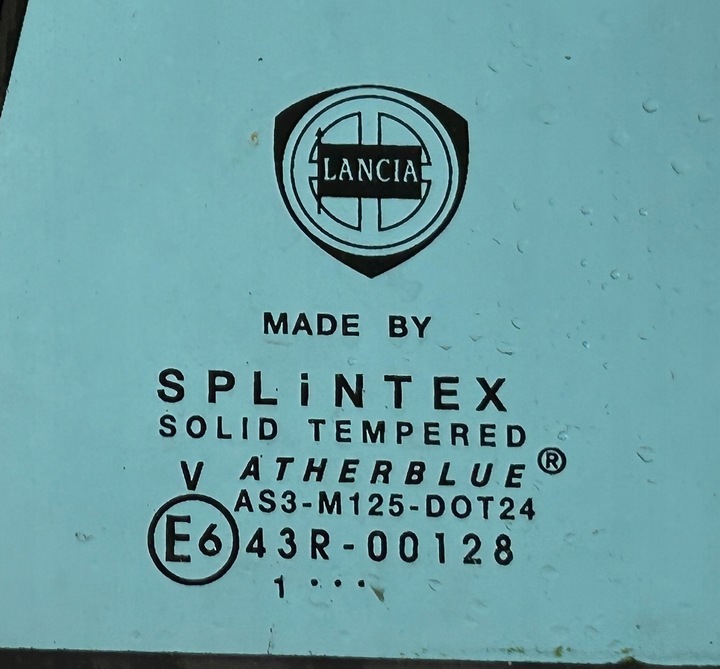 LANCIA
MADE BY
SPLiNTEX
SOLID TEMPERED
V ATHERBLUE®
AS3-M125-DOT24
E6 43R-00128
1 ••••